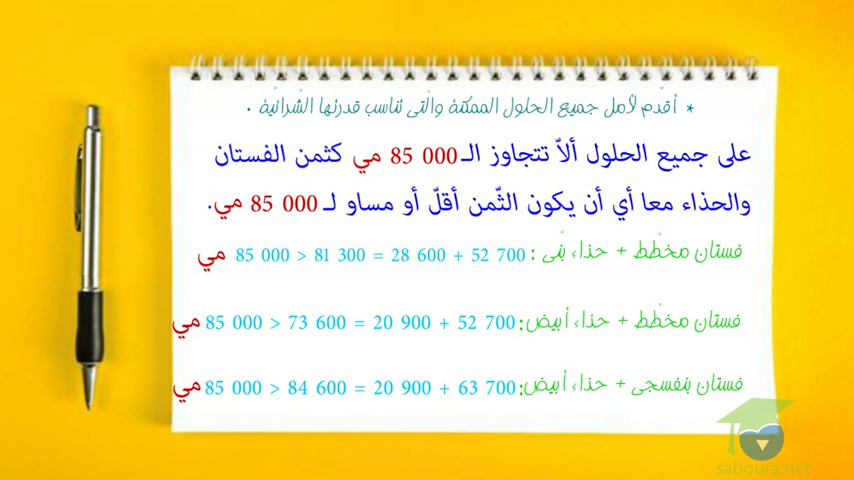 * أقدّم لأمل جميع الحلول الممكنة والّتي تناسب قدرتها الشّرائيّة .
على جميع الحلول ألاّ تتجاوز الـ 000 85 مي كثمن الفستان
والحذاء معا أي أن يكون الثّمن أقلّ أو مساو لـ 000 85 مي.
فستان مخطّط + حذاء بنّي : 700 52 + 600 28 = 300 81 < 000 85 مي
فستان مخطّط + حذاء أبيض: 700 52 + 900 20 = 600 73 < 000 85 مي
فستان بنفسجي + حذاء أبيض: 700 63 + 900 20 = 600 84 < 000 85 مي
saboura.net